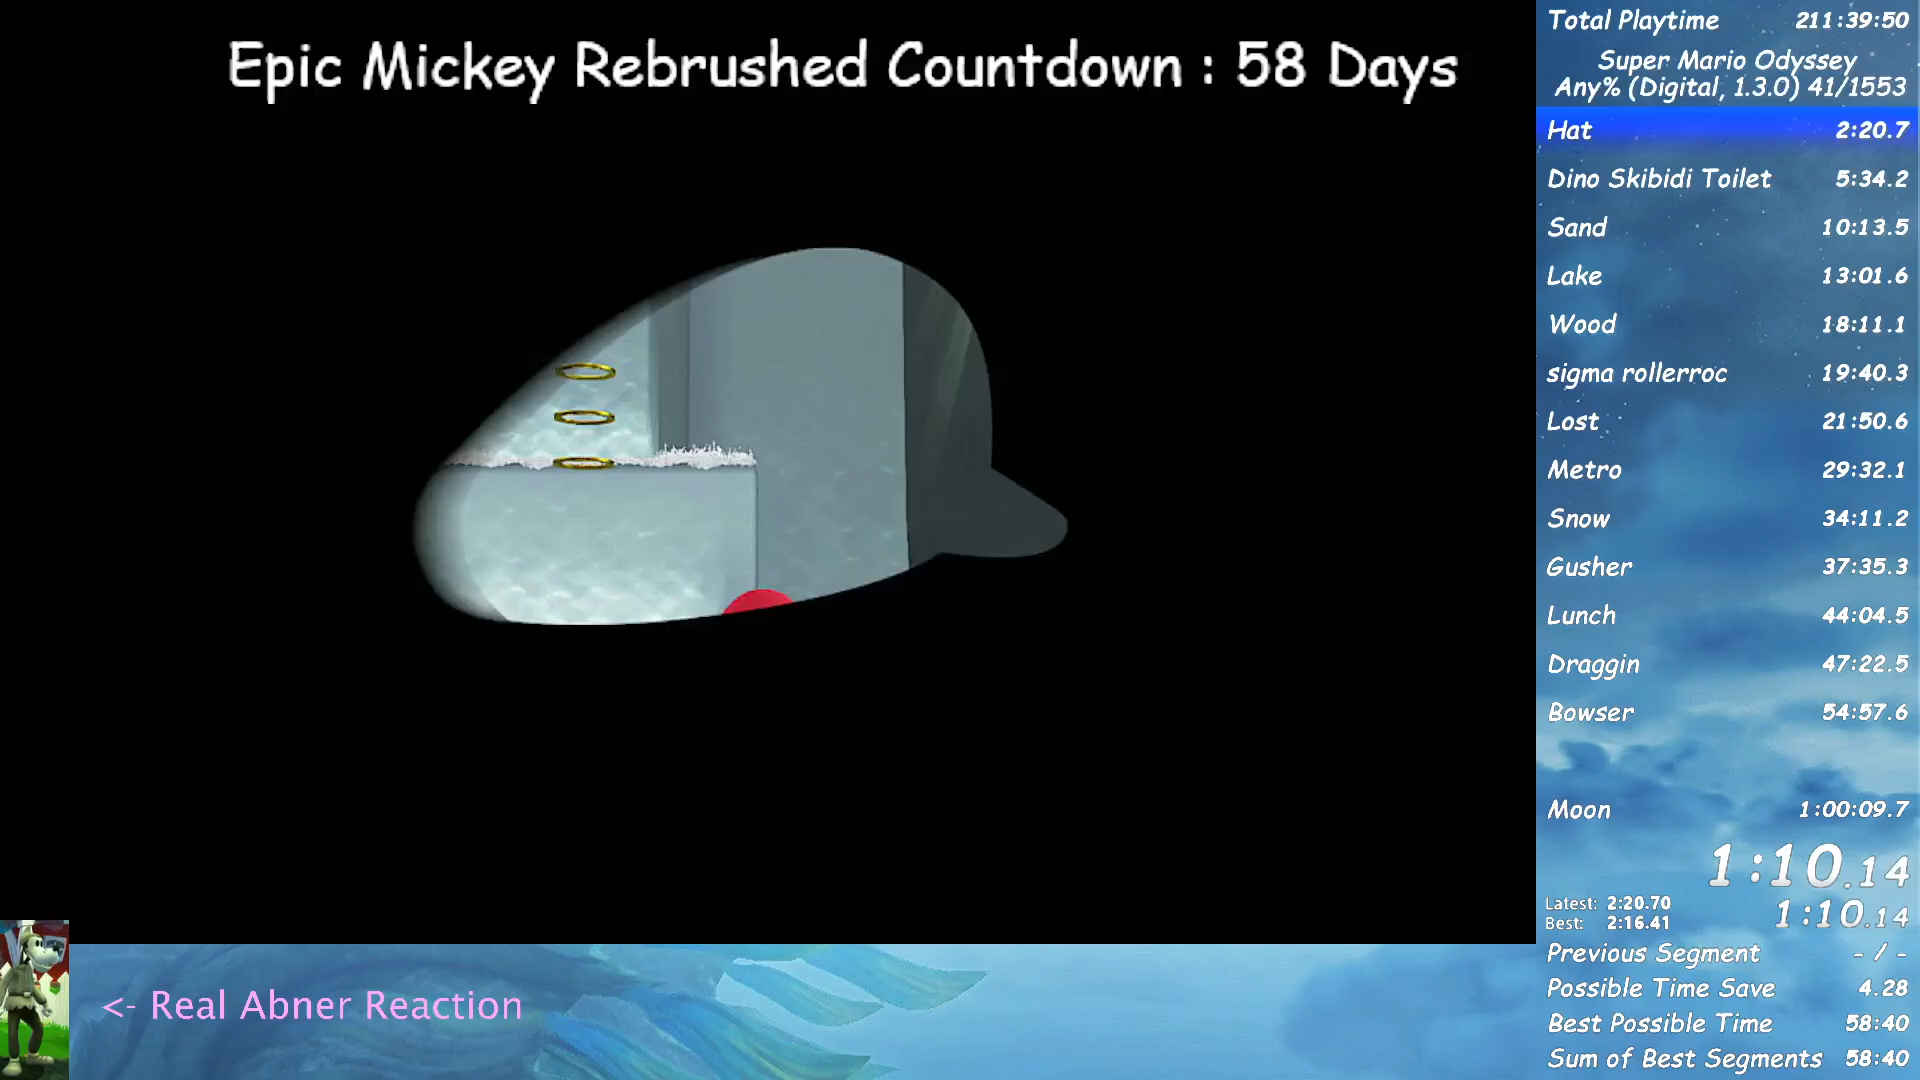 Epic Mickey Rebrushed Countdown : 58 Days
Total Playtime 211:39:50
Super Mario Odyssey
Any% (Digital, 1.3.0) 41/1553
Hat 2:20.7
Dino Skibidi Toilet 5:34.2
Sand 10:13.5
Lake 13:01.6
Wood 18:11.1
sigma rollerroc 19:40.3
Lost 21:50.6
Metro 29:32.1
Snow 34:11.2
Gusher 37:35.3
Lunch 44:04.5
Draggin 47:22.5
Bowser 54:57.6
Moon 1:00:09.7
1:10.14
Latest: 2:20.70
Best: 2:16.41
1:10.14
Previous Segment - / -
Possible Time Save 4.28
Best Possible Time 58:40
Sum of Best Segments 58:40
<- Real Abner Reaction